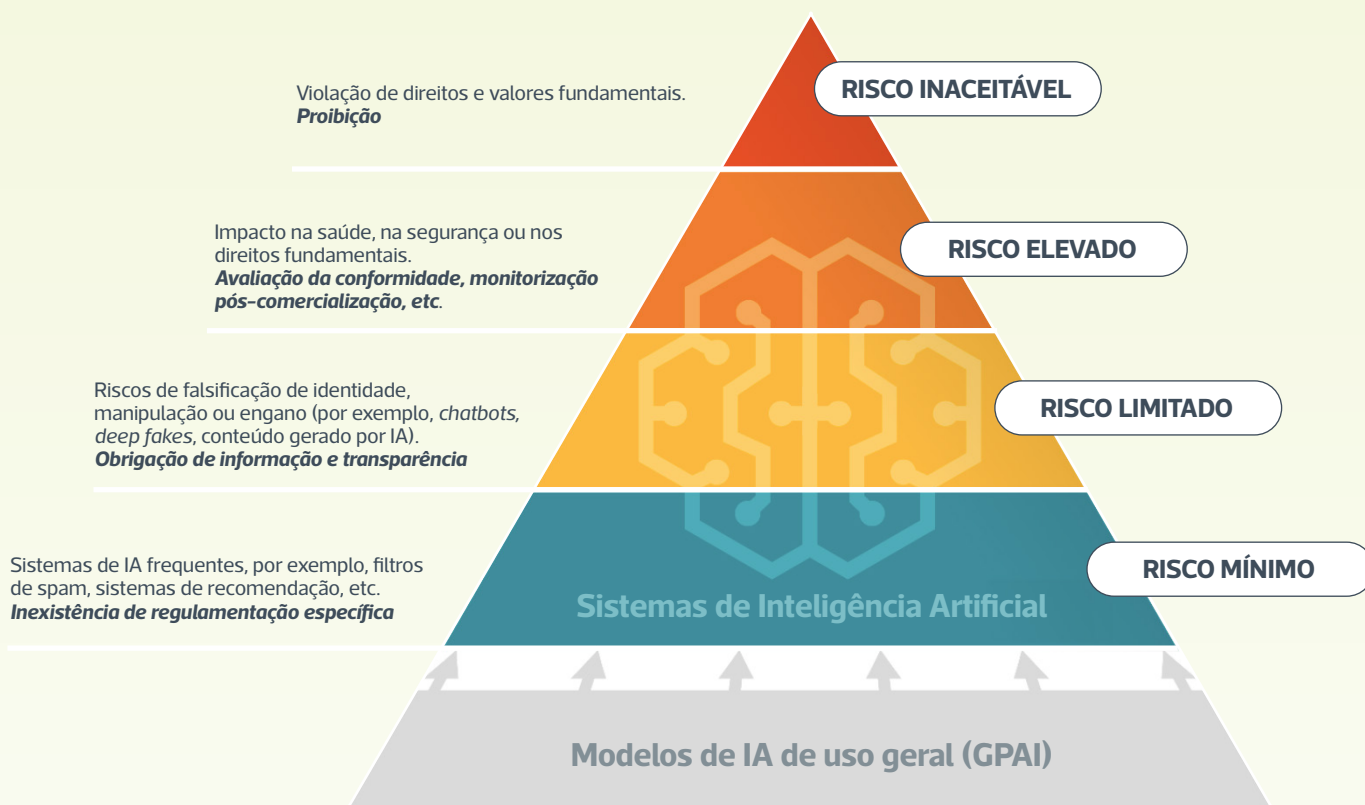 Violação de direitos e valores fundamentais.
Proibição
RISCO INACEITÁVEL
Impacto na saúde, na segurança ou nos
direitos fundamentais.
Avaliação da conformidade, monitorização
pós-comercialização, etc.
RISCO ELEVADO
Riscos de falsificação de identidade,
manipulação ou engano (por exemplo, chatbots,
deep fakes, conteúdo gerado por IA).
Obrigação de informação e transparência
RISCO LIMITADO
Sistemas de IA frequentes, por exemplo, filtros
de spam, sistemas de recomendação, etc.
Inexistência de regulamentação específica
RISCO MÍNIMO
Sistemas de Inteligência Artificial
Modelos de IA de uso geral (GPAI)